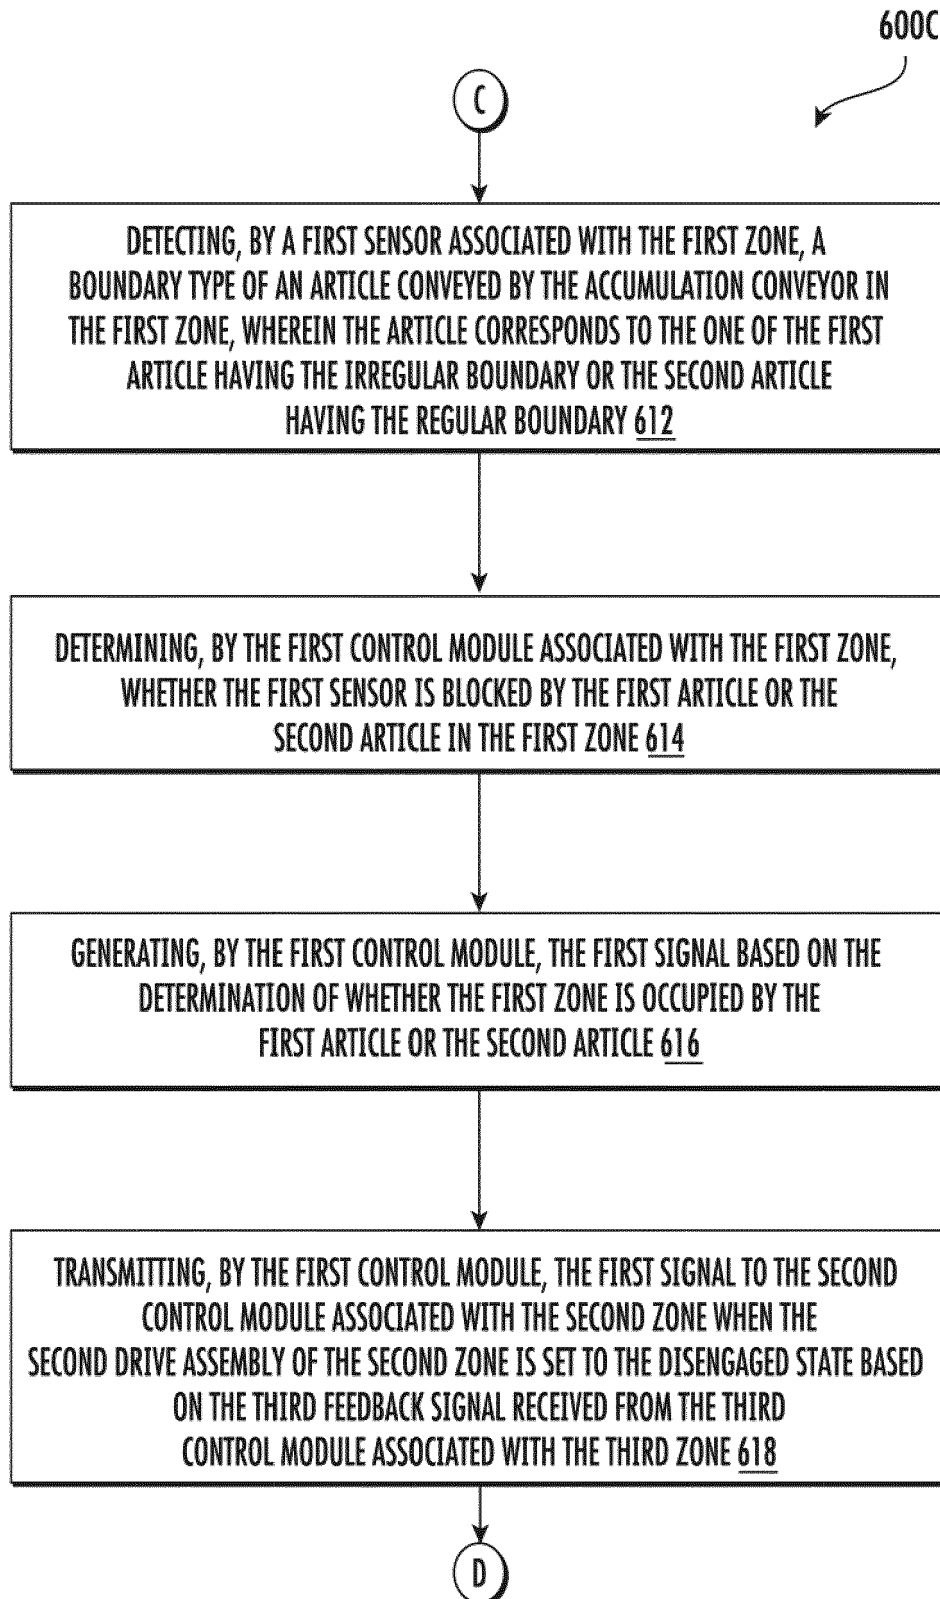 600C
C
DETECTING, BY A FIRST SENSOR ASSOCIATED WITH THE FIRST ZONE, A
BOUNDARY TYPE OF AN ARTICLE CONVEYED BY THE ACCUMULATION CONVEYOR IN
THE FIRST ZONE, WHEREIN THE ARTICLE CORRESPONDS TO THE ONE OF THE FIRST
ARTICLE HAVING THE IRREGULAR BOUNDARY OR THE SECOND ARTICLE
HAVING THE REGULAR BOUNDARY 612
DETERMINING, BY THE FIRST CONTROL MODULE ASSOCIATED WITH THE FIRST ZONE,
WHETHER THE FIRST SENSOR IS BLOCKED BY THE FIRST ARTICLE OR THE
SECOND ARTICLE IN THE FIRST ZONE 614
GENERATING, BY THE FIRST CONTROL MODULE, THE FIRST SIGNAL BASED ON THE
DETERMINATION OF WHETHER THE FIRST ZONE IS OCCUPIED BY THE
FIRST ARTICLE OR THE SECOND ARTICLE 616
TRANSMITTING, BY THE FIRST CONTROL MODULE, THE FIRST SIGNAL TO THE SECOND
CONTROL MODULE ASSOCIATED WITH THE SECOND ZONE WHEN THE
SECOND DRIVE ASSEMBLY OF THE SECOND ZONE IS SET TO THE DISENGAGED STATE BASED
ON THE THIRD FEEDBACK SIGNAL RECEIVED FROM THE THIRD
CONTROL MODULE ASSOCIATED WITH THE THIRD ZONE 618
D